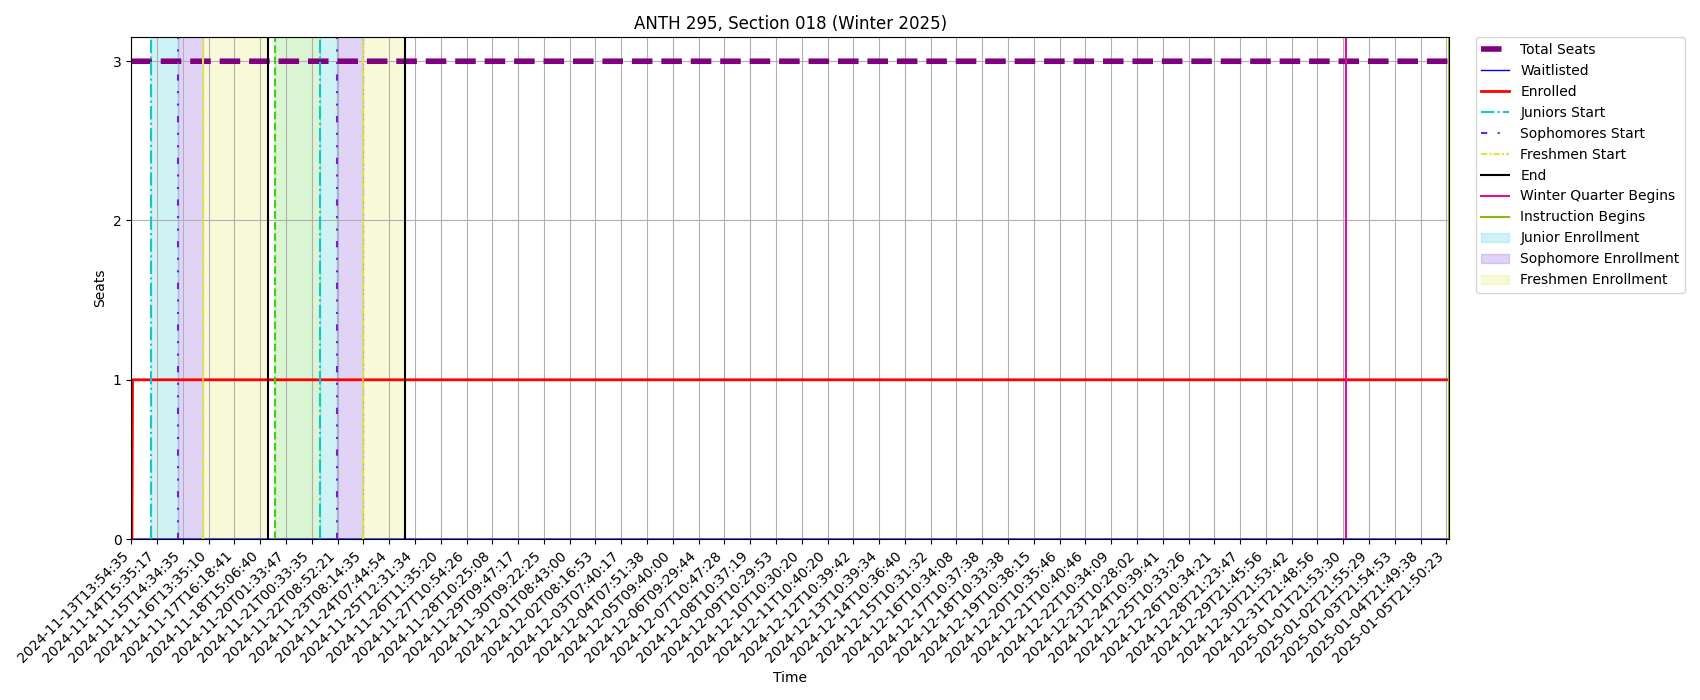 ANTH 295, Section 018 (Winter 2025)
3
2
1
0
Seats
2024-11-13T13:54:35
2024-11-14T14:35:17
2024-11-15T14:34:35
2024-11-16T13:35:10
2024-11-17T16:18:41
2024-11-18T15:06:40
2024-11-20T01:33:47
2024-11-21T00:33:35
2024-11-22T08:52:21
2024-11-23T08:14:35
2024-11-24T07:44:54
2024-11-25T12:31:34
2024-11-26T11:35:20
2024-11-27T10:54:26
2024-11-28T10:25:08
2024-11-29T09:47:17
2024-11-30T09:22:25
2024-12-01T08:43:00
2024-12-02T08:16:53
2024-12-03T07:40:17
2024-12-04T07:51:38
2024-12-05T09:40:00
2024-12-06T09:29:44
2024-12-07T10:47:28
2024-12-08T10:37:19
2024-12-09T10:29:53
2024-12-10T10:30:20
2024-12-11T10:40:20
2024-12-12T10:39:42
2024-12-13T10:39:34
2024-12-14T10:36:40
2024-12-15T10:31:32
2024-12-16T10:34:08
2024-12-17T10:37:38
2024-12-18T10:33:38
2024-12-19T10:38:15
2024-12-20T10:35:46
2024-12-21T10:40:46
2024-12-22T10:34:09
2024-12-23T10:28:02
2024-12-24T10:39:41
2024-12-25T10:33:26
2024-12-26T10:34:21
2024-12-28T21:23:47
2024-12-29T21:45:56
2024-12-30T21:53:42
2024-12-31T21:48:56
2025-01-01T21:53:30
2025-01-02T21:55:29
2025-01-03T21:54:53
2025-01-04T21:49:38
2025-01-05T21:50:23
Time
Total Seats
Waitlisted
Enrolled
Juniors Start
Sophomores Start
Freshmen Start
End
Winter Quarter Begins
Instruction Begins
Junior Enrollment
Sophomore Enrollment
Freshmen Enrollment